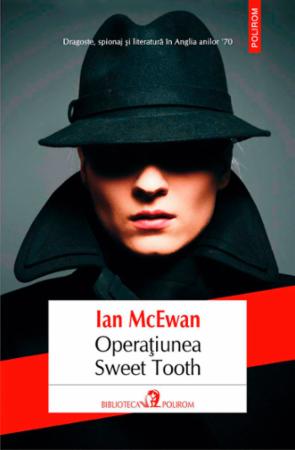 Dragoste, spionaj și literatură în Anglia anilor '70
POLIROM
Ian McEwan
Operaţiunea
Sweet Tooth
BIBLIOTECA POLIROM